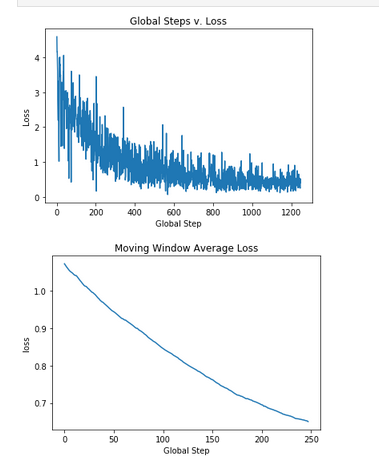 Global Steps v. Loss
4
3
2
1
0
Loss
0 200 400 600 800 1000 1200
Global Step
Moving Window Average Loss
1.0
0.9
0.8
0.7
loss
0 50 100 150 200 250
Global Step